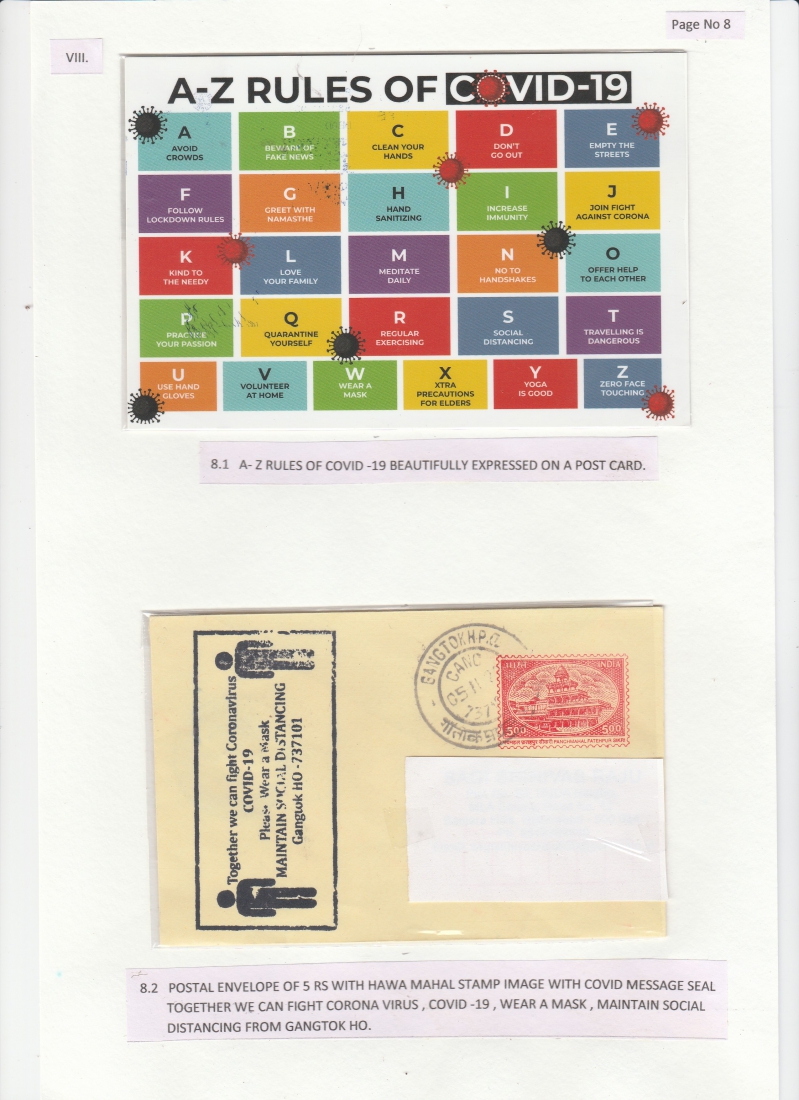 Page No 8
VIII.
A-Z RULES OF COVID-19
A
AVOID
CROWDS
B
BEWARE OF
FAKE NEWS
C
CLEAN YOUR
HANDS
D
DON'T
GO OUT
E
EMPTY THE
STREETS
F
FOLLOW
LOCKDOWN RULES
G
GREET WITH
NAMASTHE
H
HAND
SANITIZING
I
INCREASE
IMMUNITY
J
JOIN FIGHT
AGAINST CORONA
K
KIND TO
THE NEEDY
L
LOVE
YOUR FAMILY
M
MEDITATE
DAILY
N
NO TO
HANDSHAKES
O
OFFER HELP
TO EACH OTHER
P
PRACTISE
YOUR PASSION
Q
QUARANTINE
YOURSELF
R
REGULAR
EXERCISING
S
SOCIAL
DISTANCING
T
TRAVELLING IS
DANGEROUS
U
USE HAND
GLOVES
V
VOLUNTEER
AT HOME
W
WEAR A
MASK
X
XTRA
PRECAUTIONS
FOR ELDERS
Y
YOGA
IS GOOD
Z
ZERO FACE
TOUCHING
8.1 A- Z RULES OF COVID -19 BEAUTIFULLY EXPRESSED ON A POST CARD.
Together we can fight Coronavirus
COVID-19
Please Wear a Mask
MAINTAIN SOCIAL DISTANCING
Gangtok HO -737101
GANGTOK H.P.O.
भारत INDIA
500 500
PANCHMAHAL FATEHPUR SIKRI
8.2 POSTAL ENVELOPE OF 5 RS WITH HAWA MAHAL STAMP IMAGE WITH COVID MESSAGE SEAL
TOGETHER WE CAN FIGHT CORONA VIRUS , COVID -19 , WEAR A MASK , MAINTAIN SOCIAL
DISTANCING FROM GANGTOK HO.